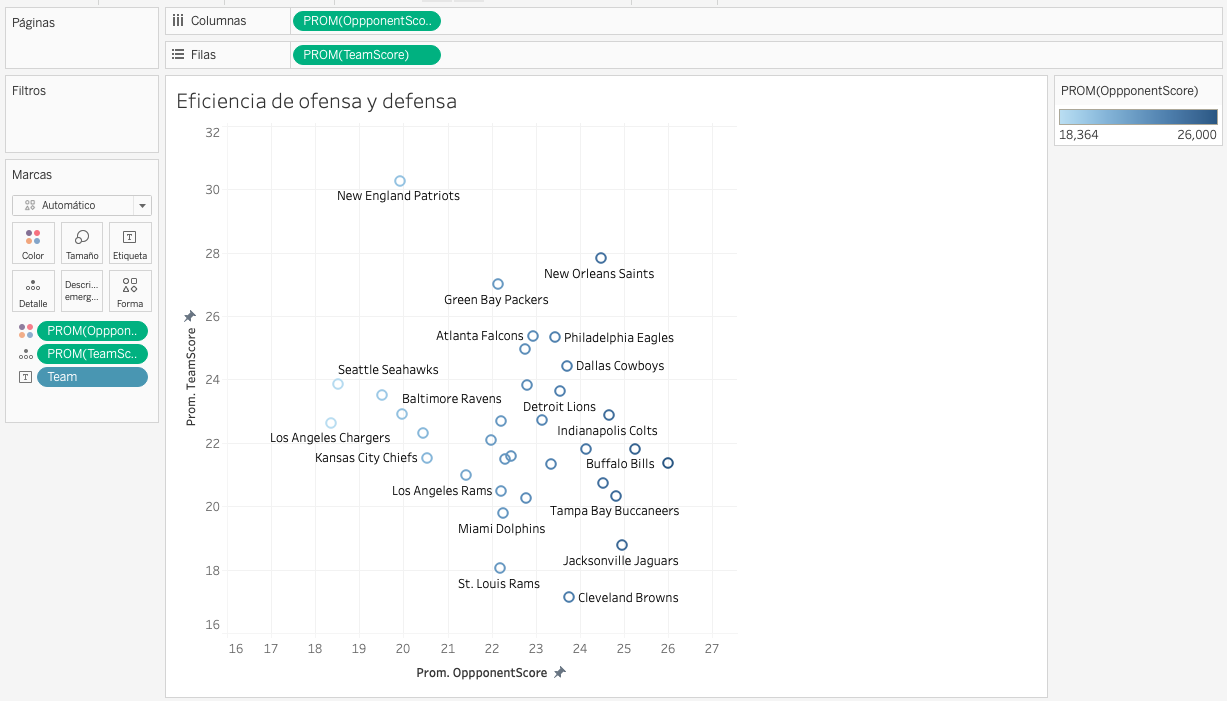 Páginas
Columnas
PROM(OppponentSco..
Filas
PROM(TeamScore)
Filtros
Marcas
Automático
Color
Tamaño
Etiqueta
Detalle
Descri...
emerg...
Forma
PROM(Opppon..
PROM(TeamSc..
Team
Eficiencia de ofensa y defensa
32
30
28
26
24
22
20
18
16
Prom. TeamScore
New England Patriots
New Orleans Saints
Green Bay Packers
Atlanta Falcons
Philadelphia Eagles
Dallas Cowboys
Seattle Seahawks
Baltimore Ravens
Detroit Lions
Indianapolis Colts
Los Angeles Chargers
Kansas City Chiefs
Buffalo Bills
Los Angeles Rams
Tampa Bay Buccaneers
Miami Dolphins
Jacksonville Jaguars
St. Louis Rams
Cleveland Browns
16 17 18 19 20 21 22 23 24 25 26 27
Prom. OppponentScore
PROM(OppponentScore)
18,364 26,000